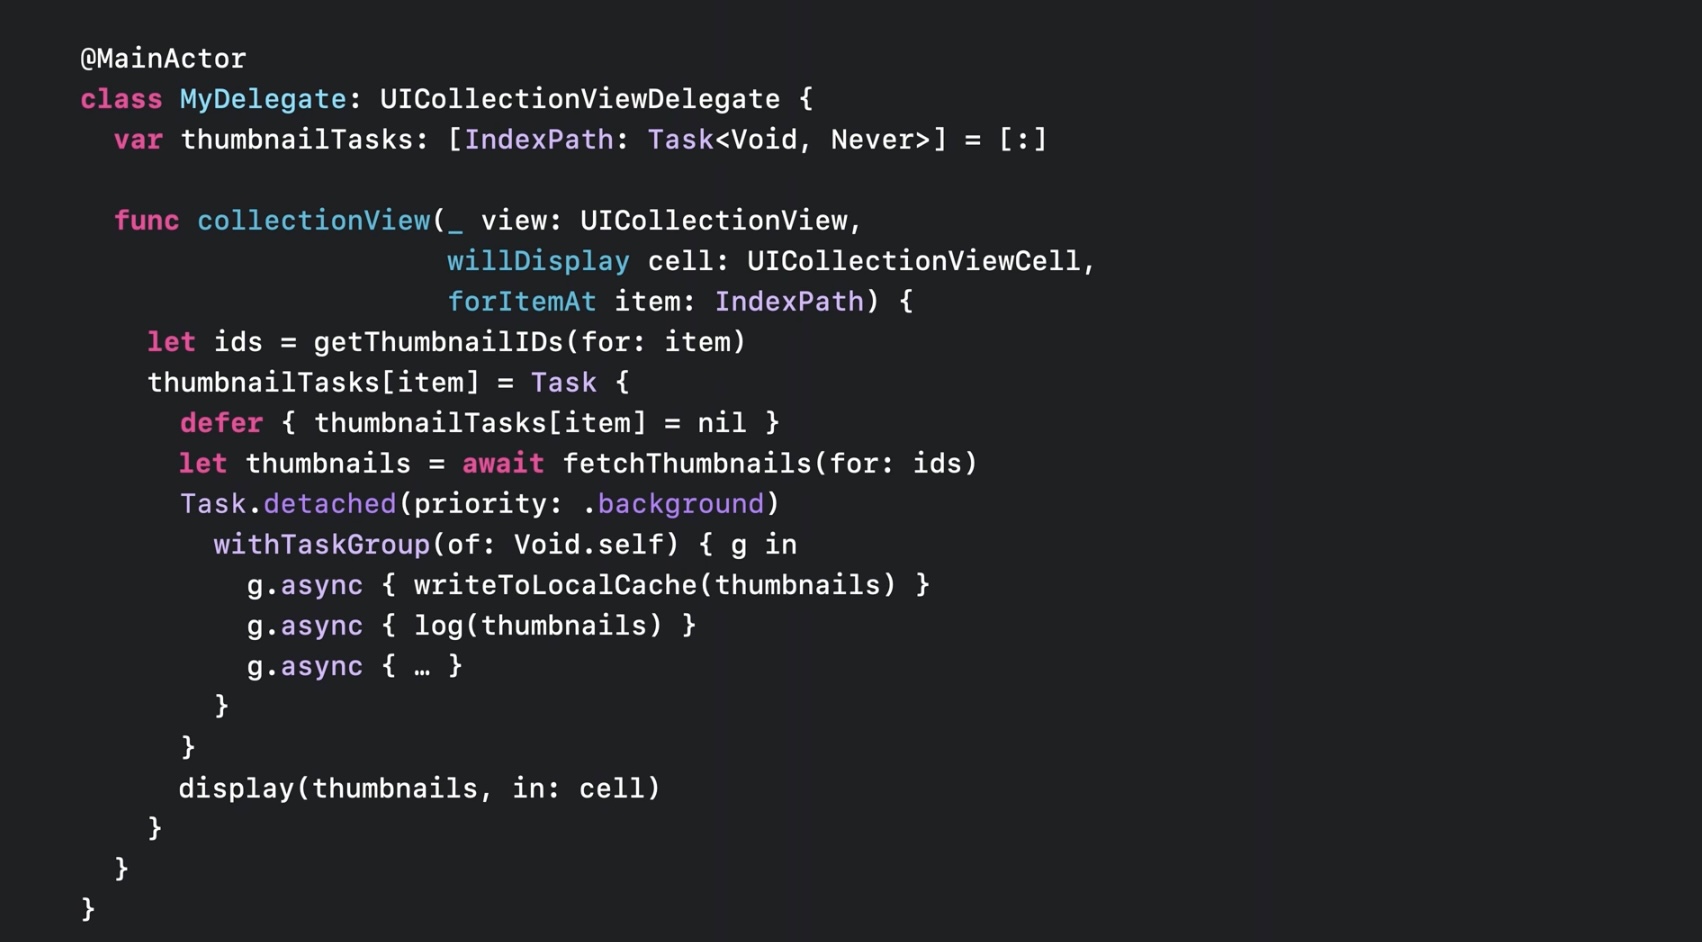 @MainActor
class MyDelegate: UICollectionViewDelegate {
  var thumbnailTasks: [IndexPath: Task<Void, Never>] = [:]

  func collectionView(_ view: UICollectionView,
                      willDisplay cell: UICollectionViewCell,
                      forItemAt item: IndexPath) {
    let ids = getThumbnailIDs(for: item)
    thumbnailTasks[item] = Task {
      defer { thumbnailTasks[item] = nil }
      let thumbnails = await fetchThumbnails(for: ids)
      Task.detached(priority: .background)
        withTaskGroup(of: Void.self) { g in
          g.async { writeToLocalCache(thumbnails) }
          g.async { log(thumbnails) }
          g.async { … }
        }
      }
      display(thumbnails, in: cell)
    }
  }
}